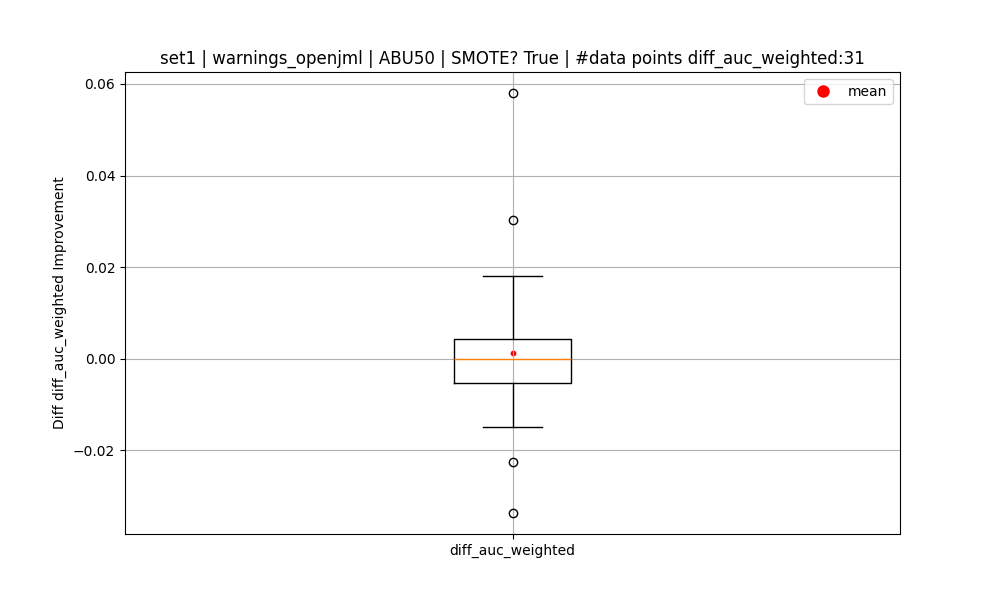 set1 | warnings_openjml | ABU50 | SMOTE? True | #data points diff_auc_weighted:31
mean
0.06
0.04
0.02
0.00
−0.02
Diff diff_auc_weighted Improvement
diff_auc_weighted